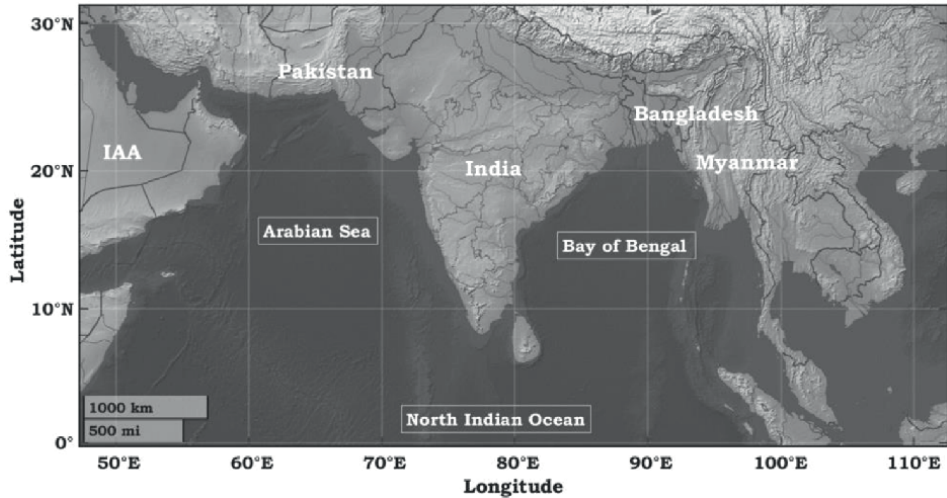 30°N
Pakistan
Bangladesh
IAA
India
Myanmar
20°N
Arabian Sea
Bay of Bengal
Latitude
10°N
1000 km
500 mi
North Indian Ocean
0°
50°E 60°E 70°E 80°E 90°E 100°E 110°E
Longitude